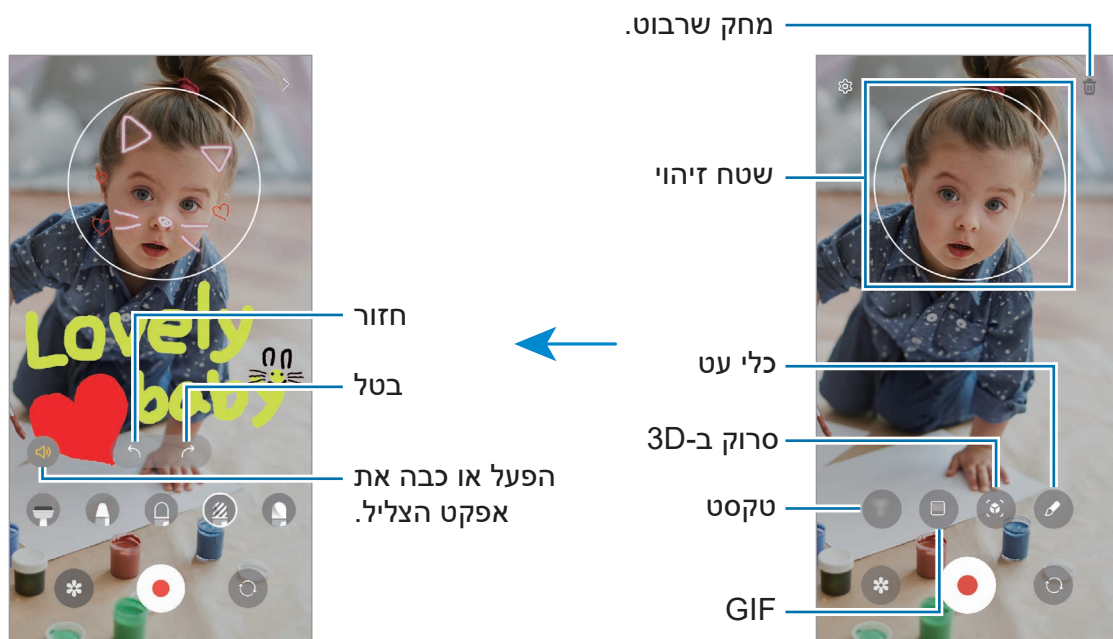 מחק שרבוט.
שטח זיהוי
כלי עט
סרוק ב-3D
טקסט
GIF
Lovely
baby
חזור
בטל
הפעל או כבה את
אפקט הצליל.